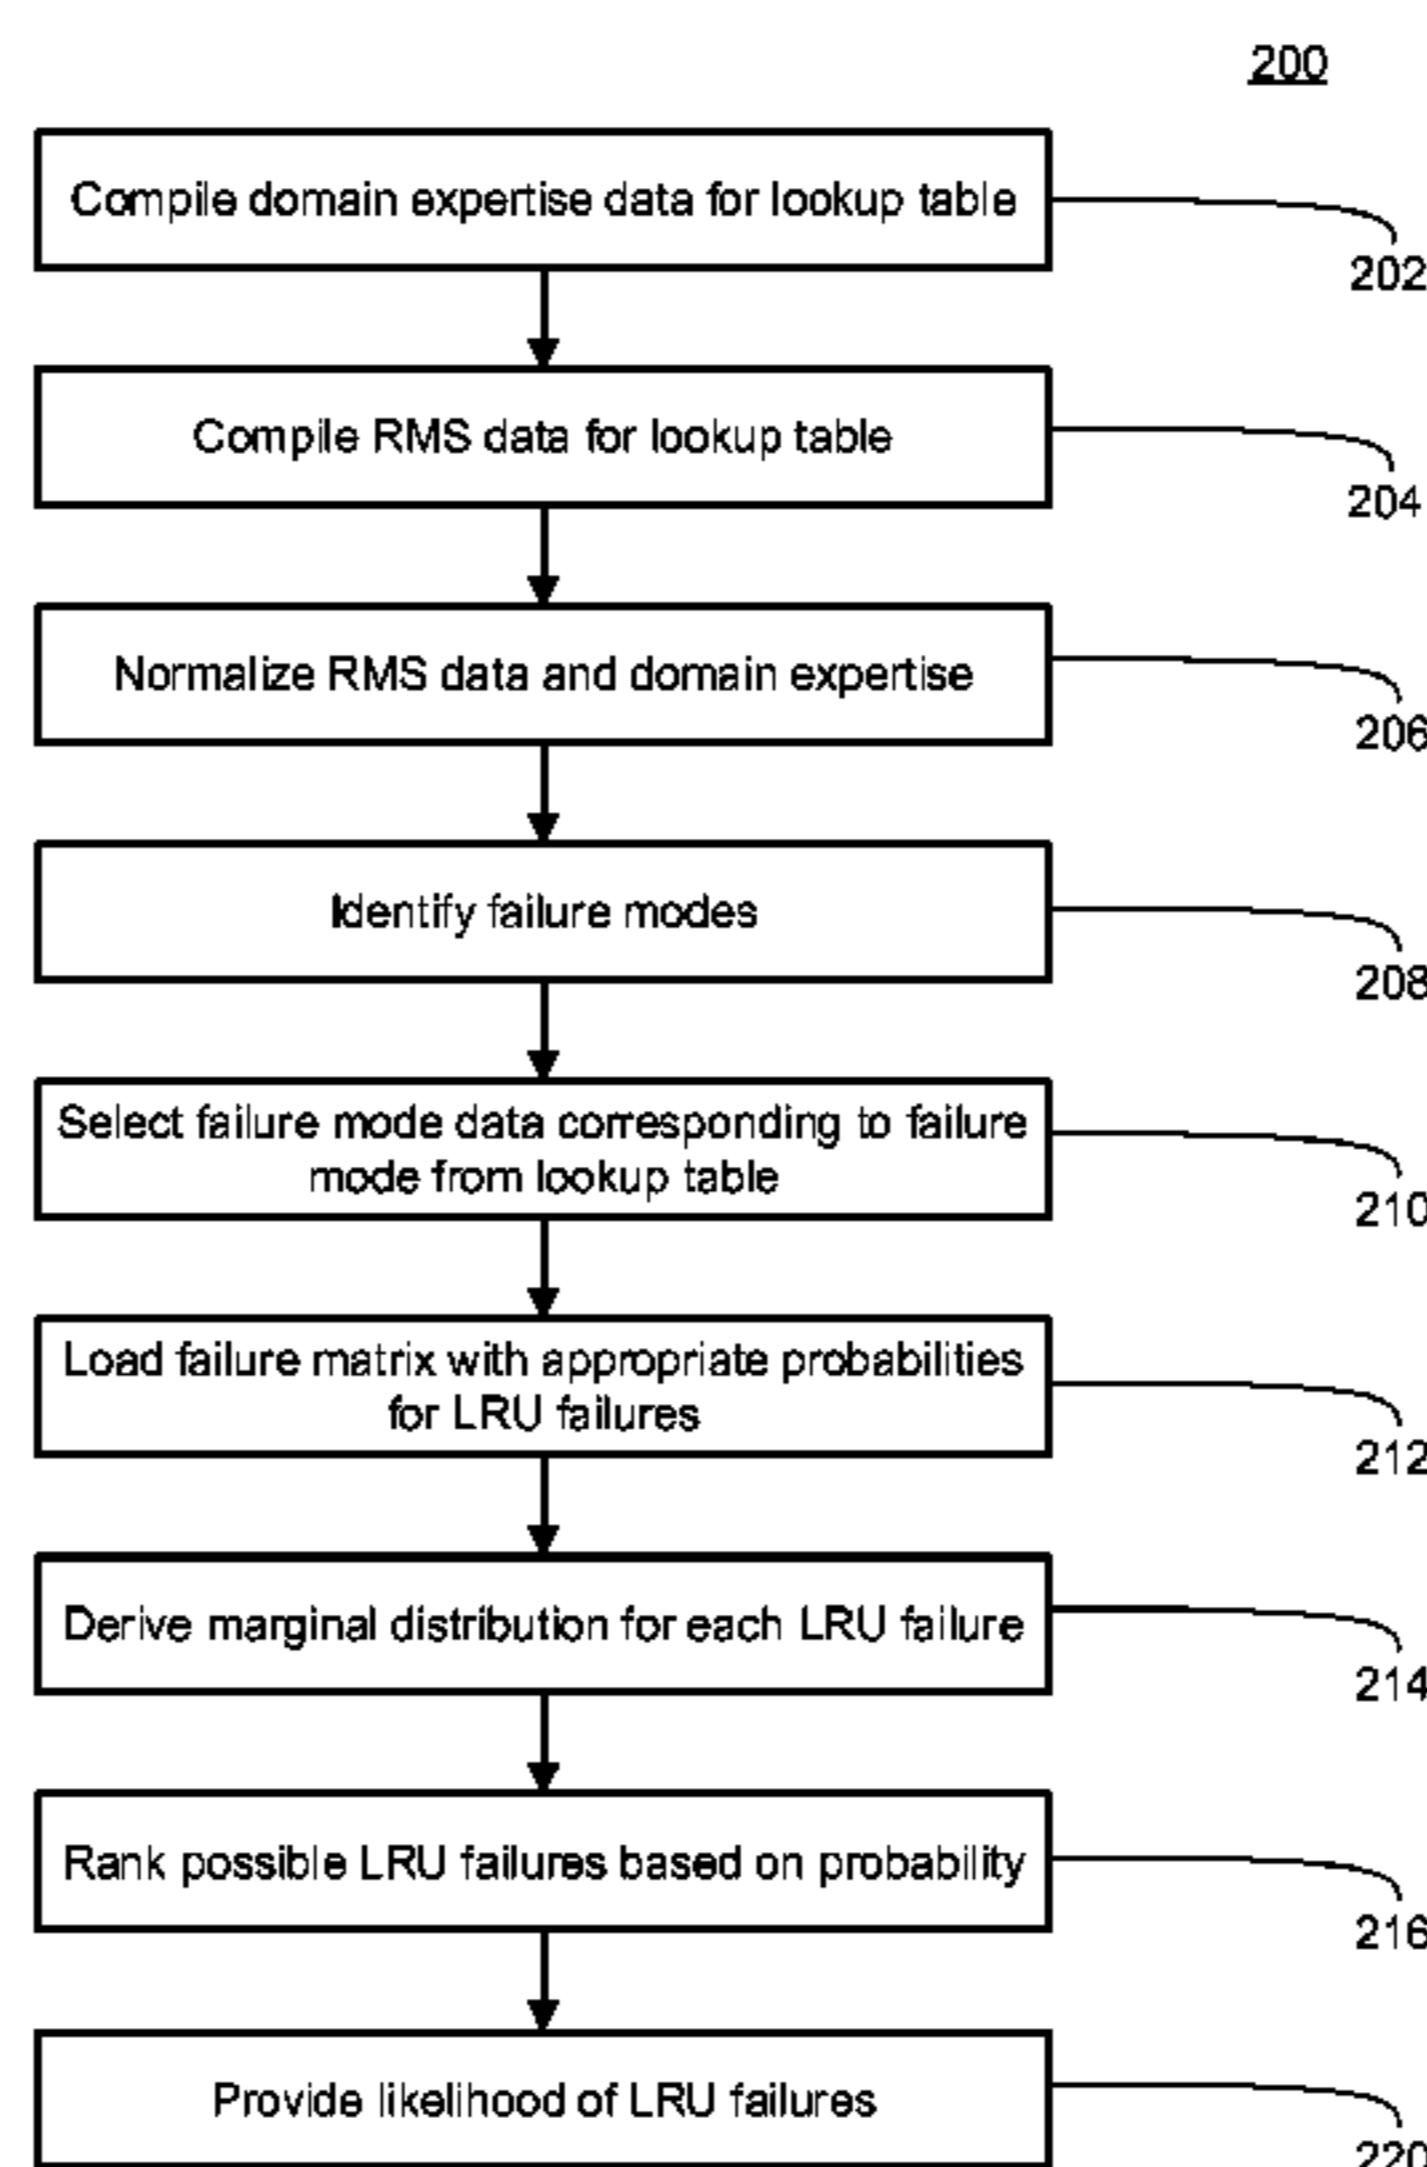 200
Compile domain expertise data for lookup table
202
Compile RMS data for lookup table
204
Normalize RMS data and domain expertise
206
Identify failure modes
208
Select failure mode data corresponding to failure
mode from lookup table
210
Load failure matrix with appropriate probabilities
for LRU failures
212
Derive marginal distribution for each LRU failure
214
Rank possible LRU failures based on probability
216
Provide likelihood of LRU failures
220